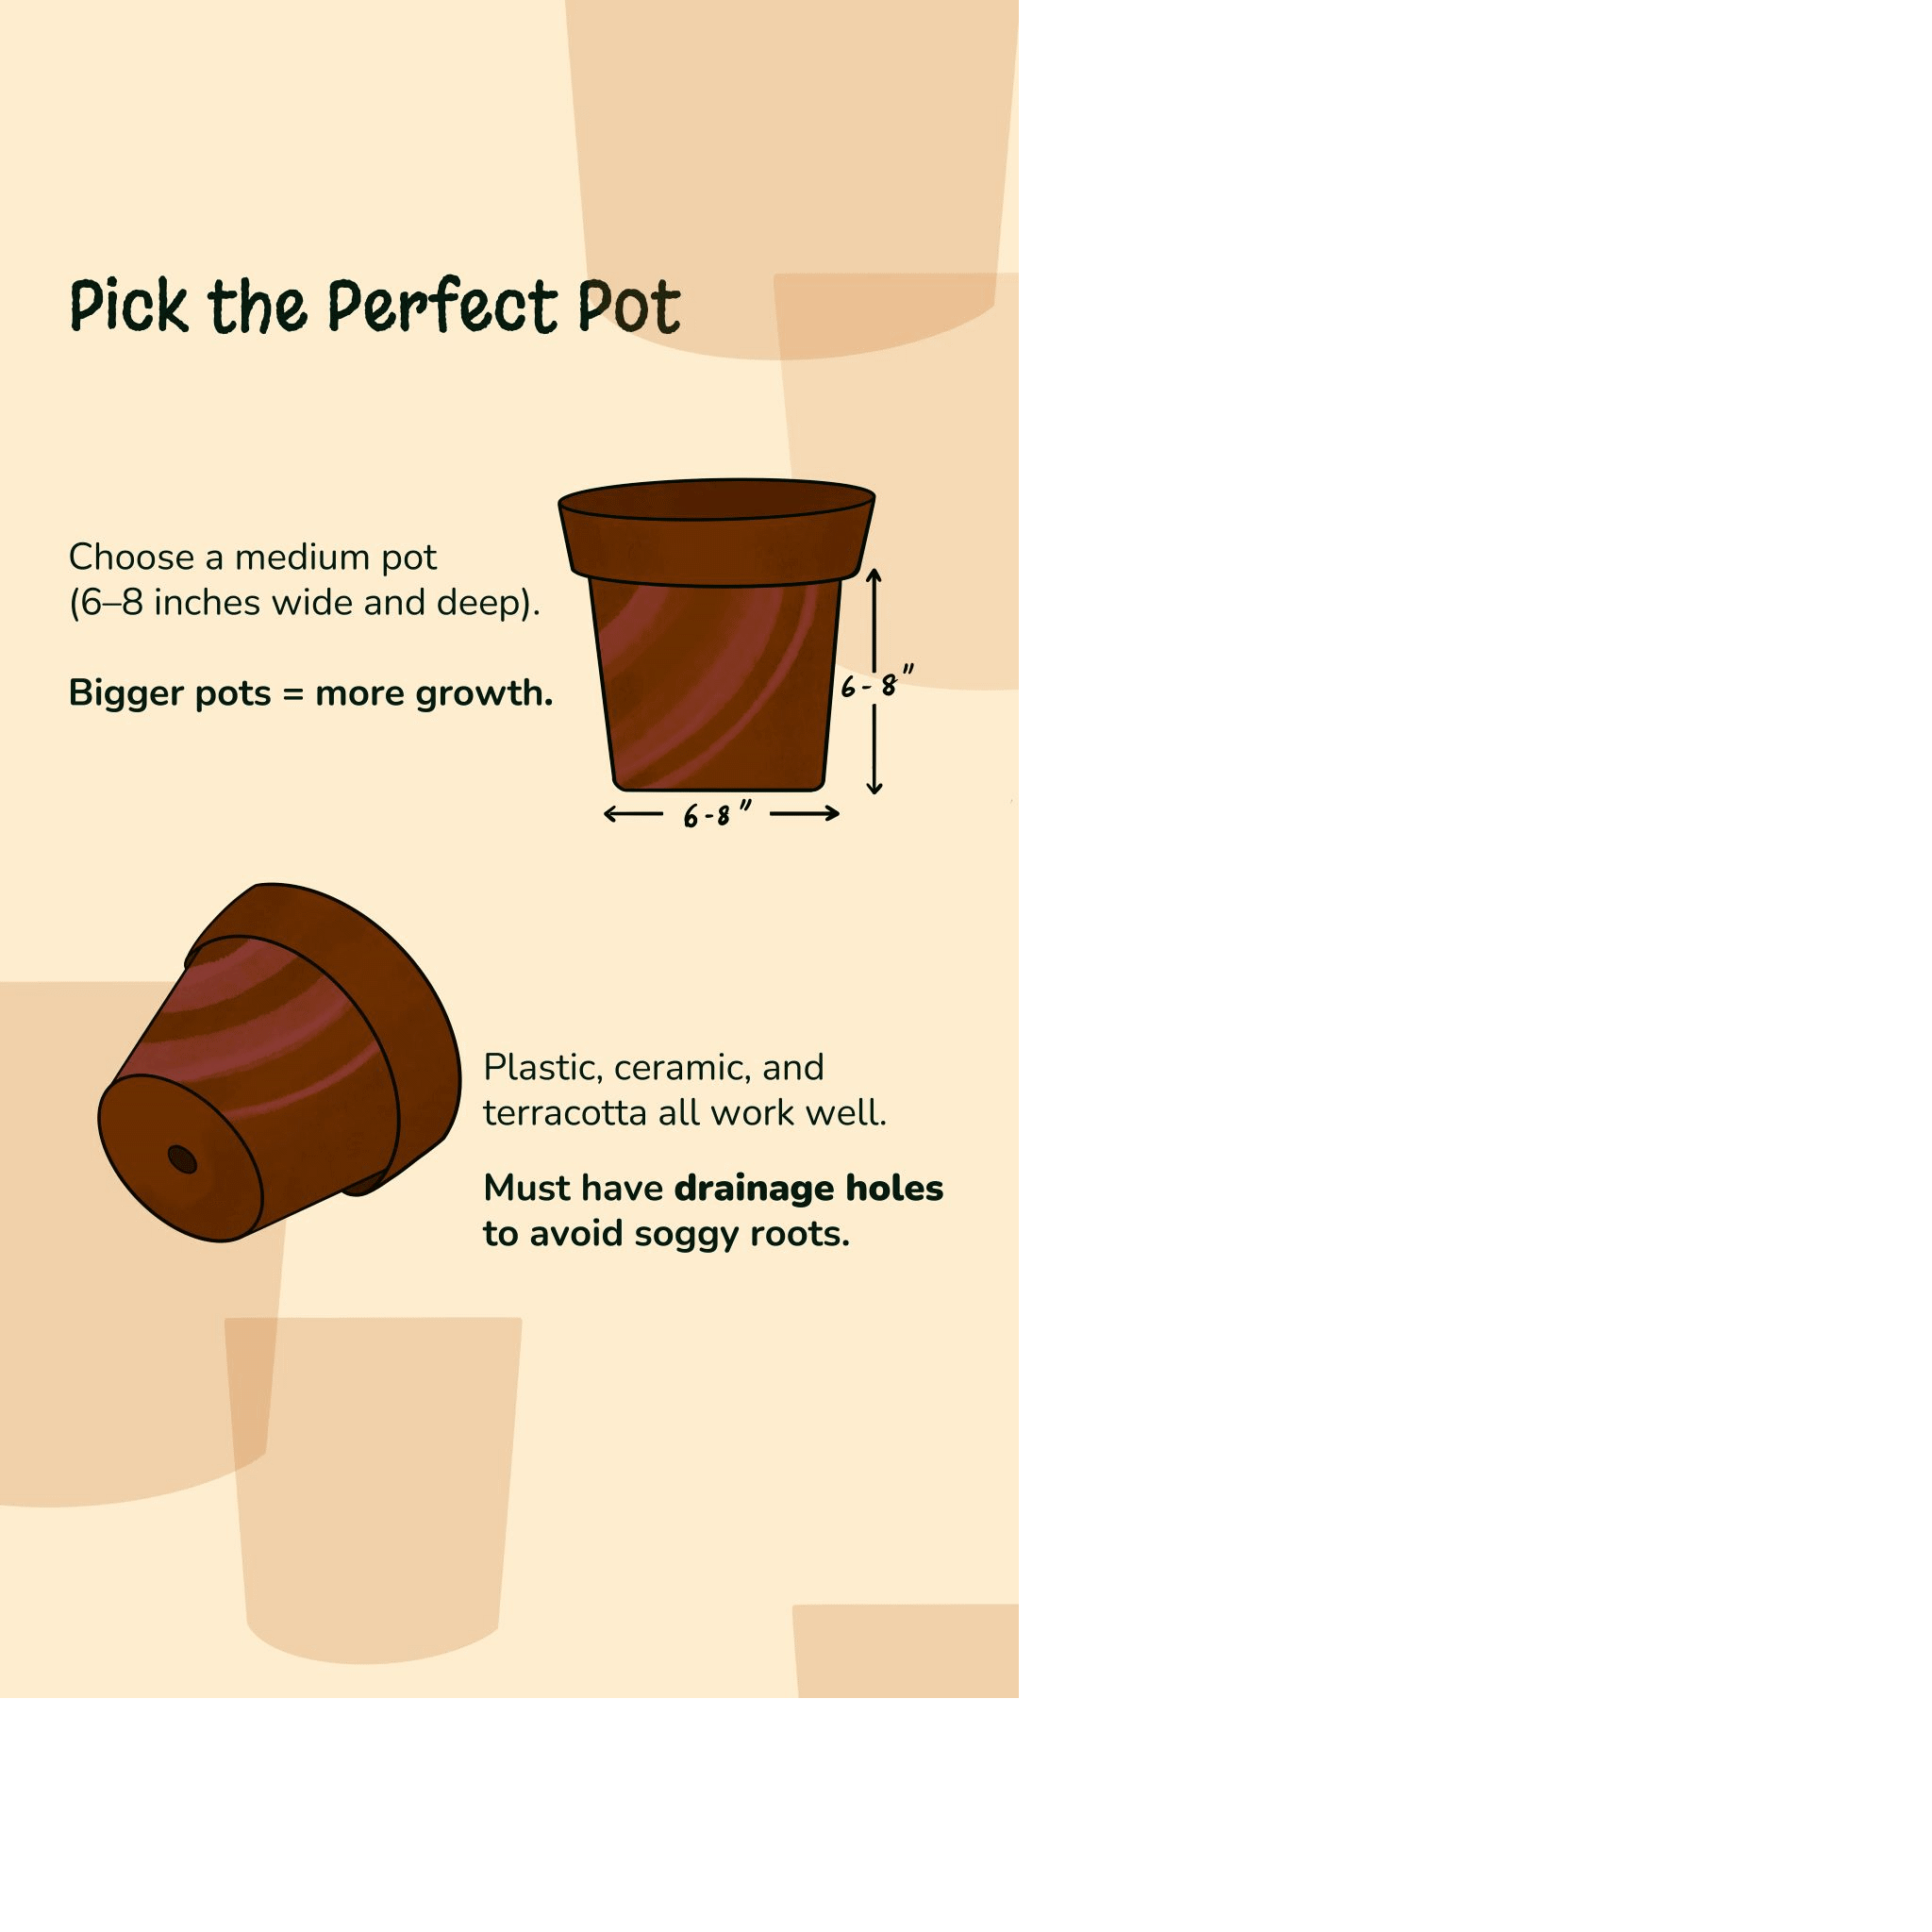 Pick the Perfect Pot
Choose a medium pot
(6–8 inches wide and deep).
Bigger pots = more growth.
6-8"
6-8"
Plastic, ceramic, and
terracotta all work well.
Must have drainage holes
to avoid soggy roots.